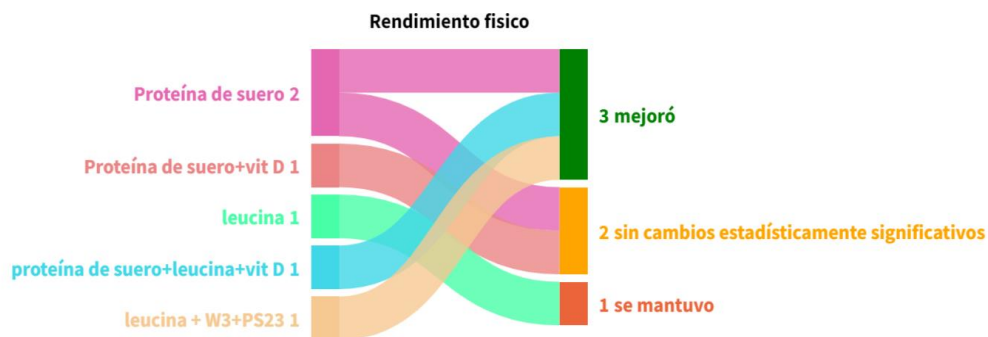 Rendimiento fisico
Proteína de suero 2
Proteína de suero+vit D 1
leucina 1
proteína de suero+leucina+vit D 1
leucina + W3+PS23 1
3 mejoró
2 sin cambios estadísticamente significativos
1 se mantuvo